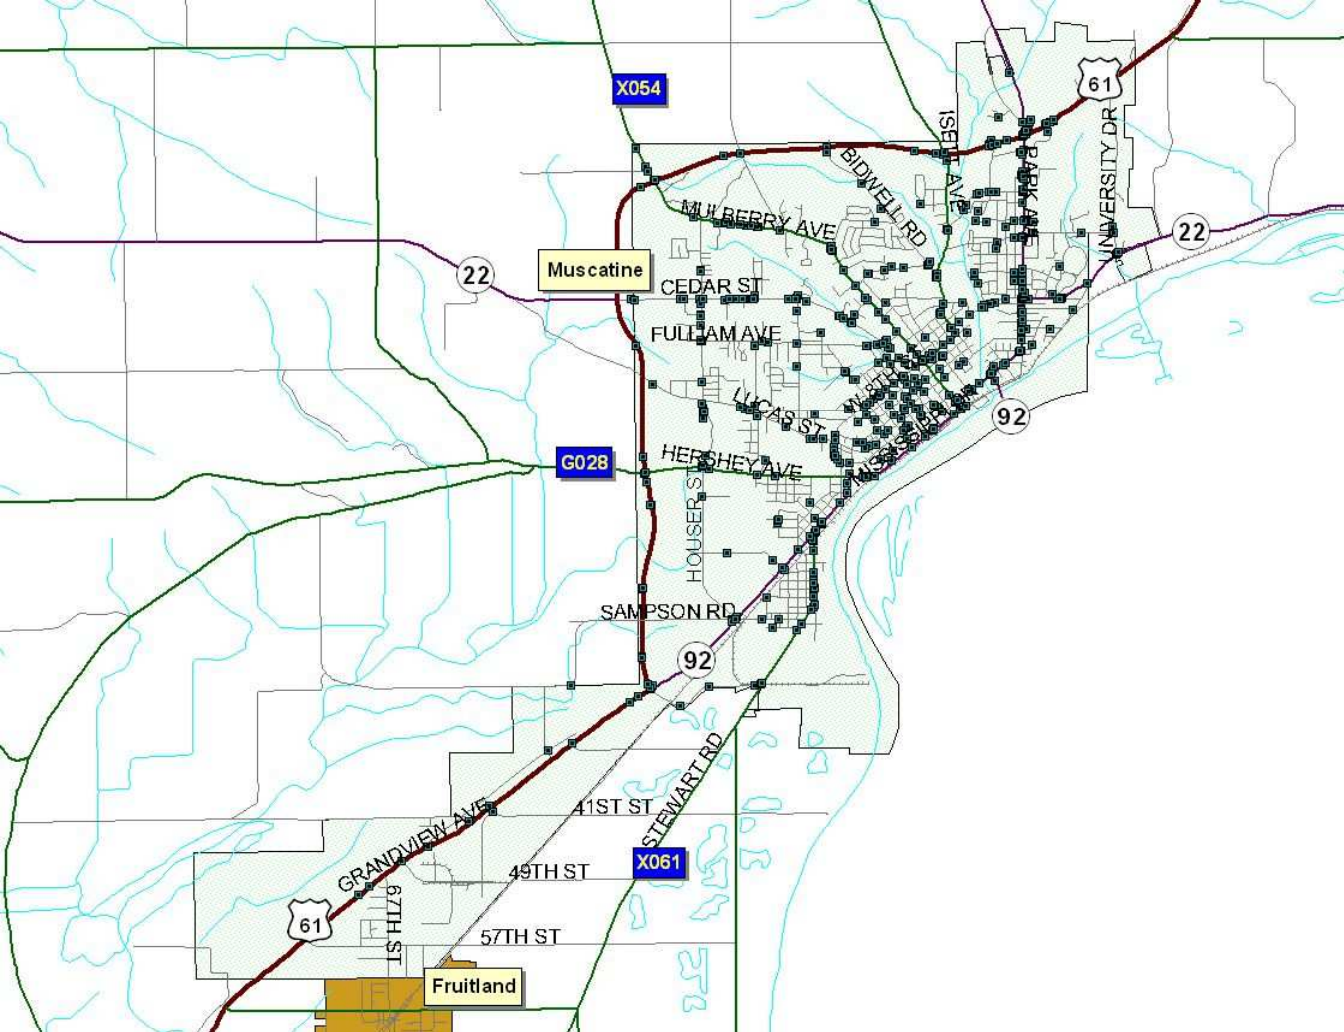 X054
61
ISETT AVE
PARK AVE
UNIVERSITY DR
BIDWELL RD
MULBERRY AVE
22
Muscatine
22
CEDAR ST
FULLIAM AVE
W 8TH ST
LUCAS ST
MISSISSIPPI DR
92
HERSHEY AVE
G028
HOUSER ST
SAMPSON RD
92
STEWART RD
41ST ST
GRANDVIEW AVE
X061
49TH ST
67TH ST
61
57TH ST
Fruitland